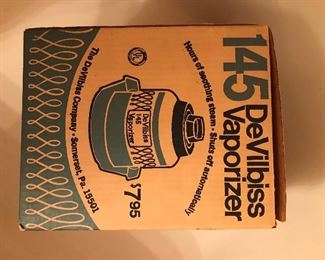 145
DeVilbiss
Vaporizer
Hours of soothing steam • Shuts off automatically
UL
DeVilbiss
145
Vaporizer
$795
The DeVilbiss Company • Somerset, Pa. 15501